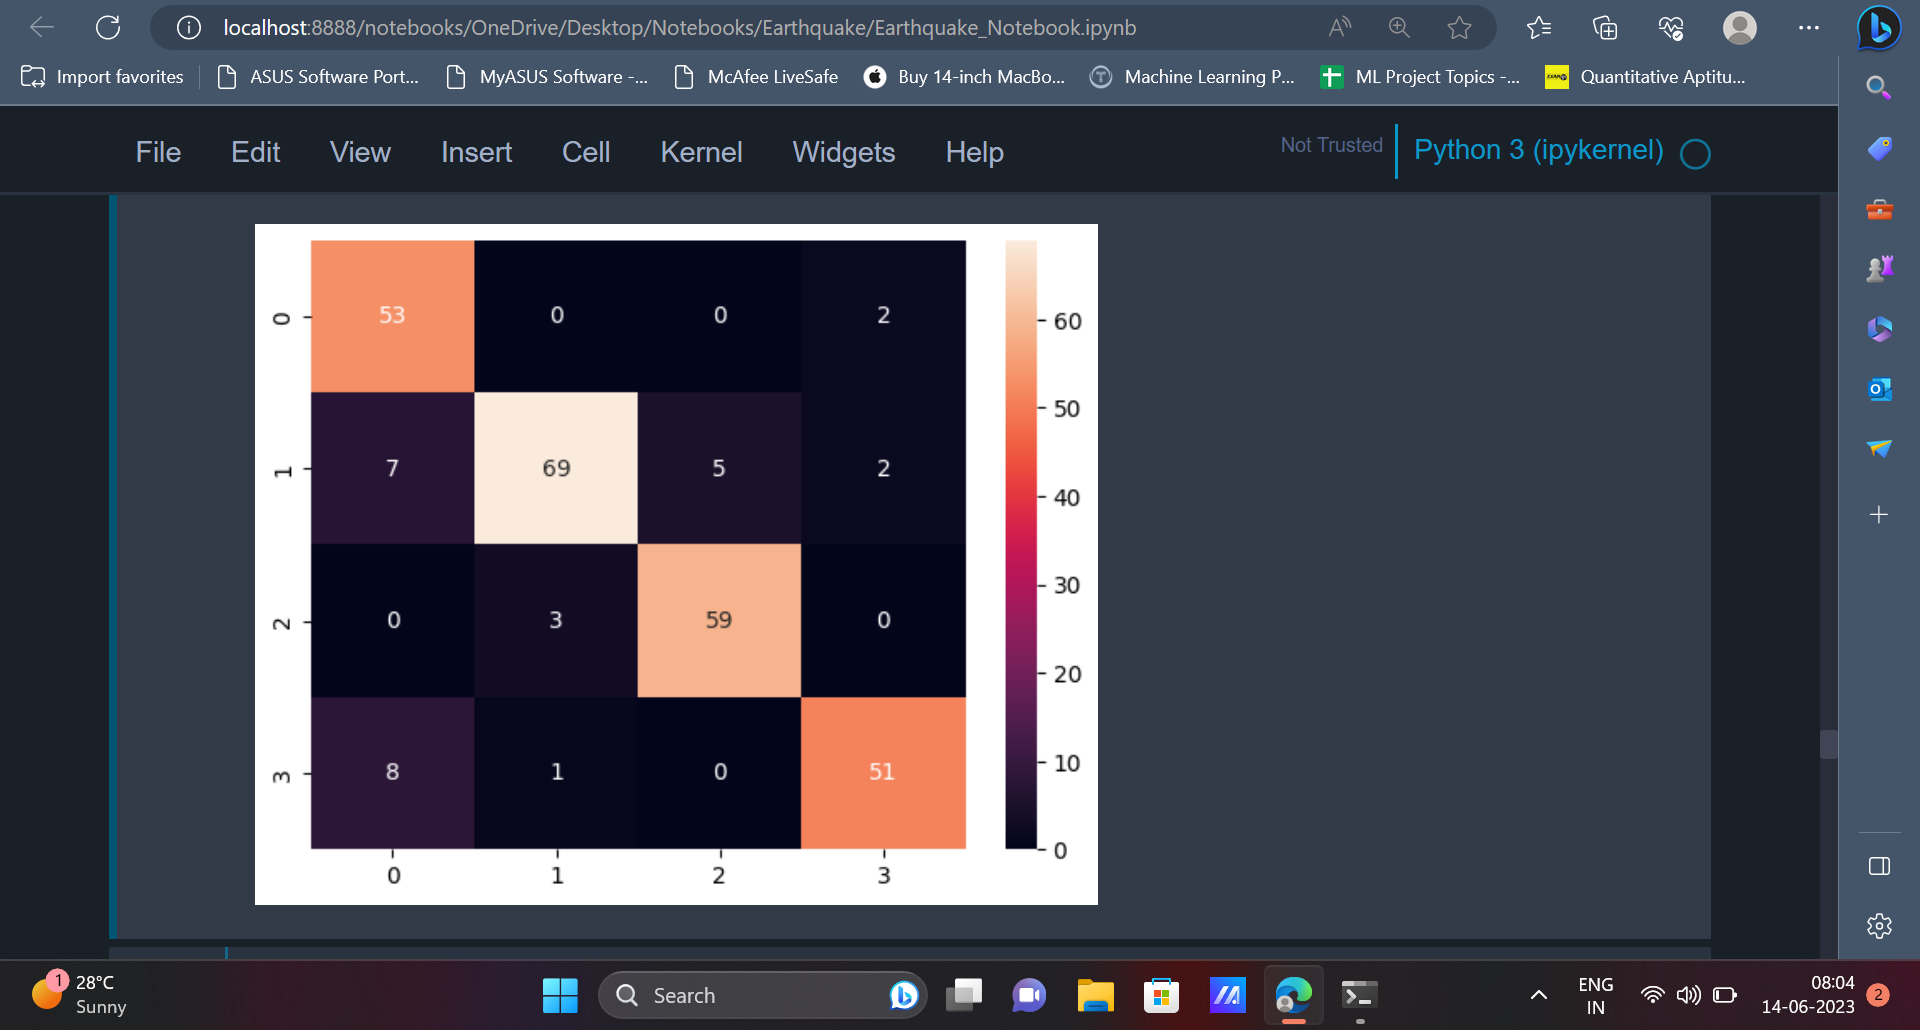 localhost:8888/notebooks/OneDrive/Desktop/Notebooks/Earthquake/Earthquake_Notebook.ipynb
Import favorites ASUS Software Port... MyASUS Software -... McAfee LiveSafe Buy 14-inch MacBo... Machine Learning P... ML Project Topics -... Quantitative Aptitu...
File Edit View Insert Cell Kernel Widgets Help Not Trusted Python 3 (ipykernel)
0 53 0 0 2
60
50
1 7 69 5 2
40
30
2 0 3 59 0
20
10
3 8 1 0 51
0
0 1 2 3
1 28°C
Sunny
Search
ENG
IN
08:04
14-06-2023
2